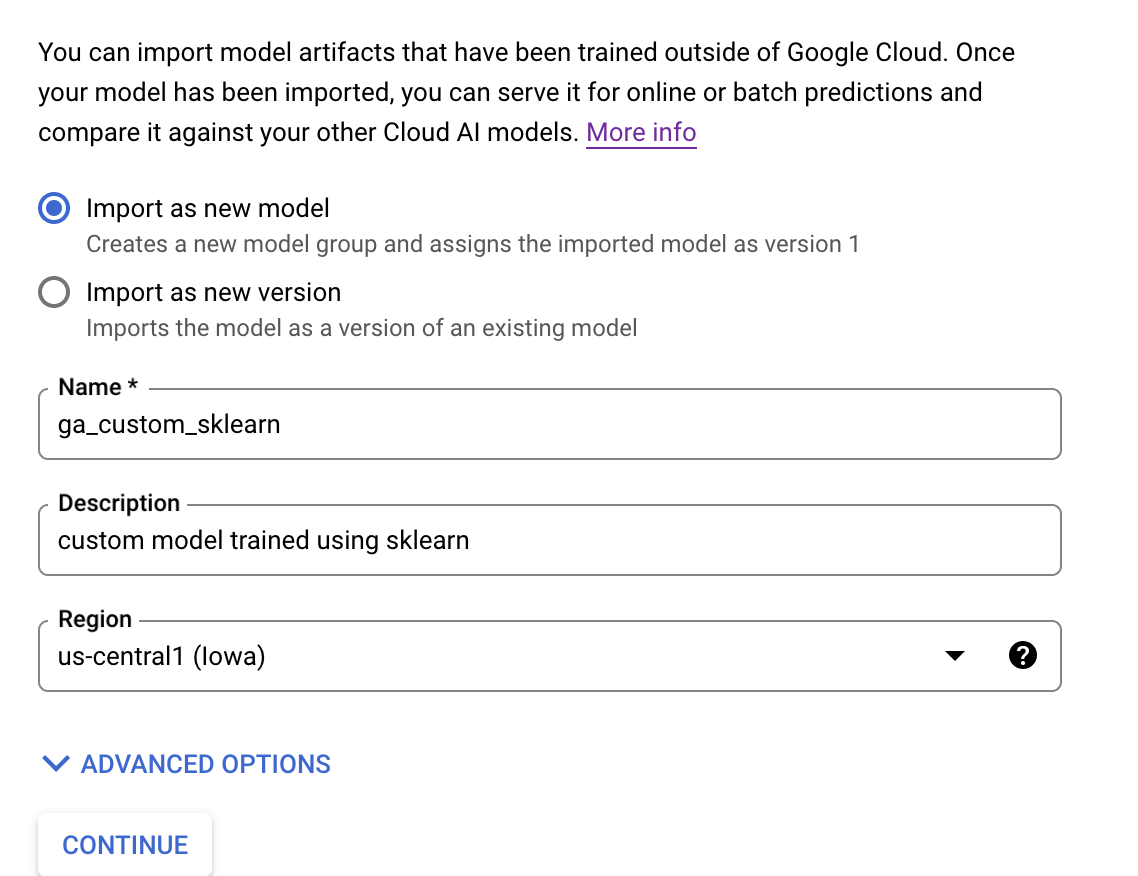 You can import model artifacts that have been trained outside of Google Cloud. Once
your model has been imported, you can serve it for online or batch predictions and
compare it against your other Cloud AI models. More info
Import as new model
Creates a new model group and assigns the imported model as version 1
Import as new version
Imports the model as a version of an existing model
Name *
ga_custom_sklearn
Description
custom model trained using sklearn
Region
us-central1 (Iowa)
?
ADVANCED OPTIONS
CONTINUE